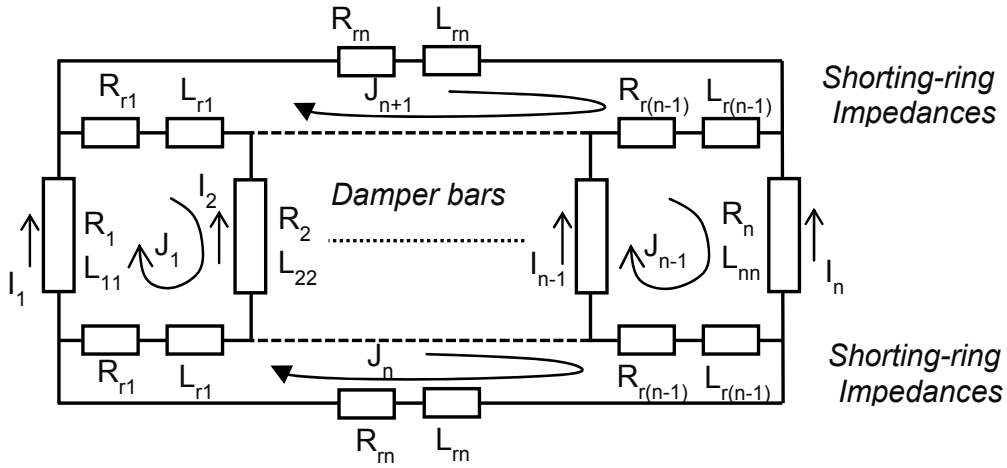 R_rn L_rn
J_n+1
Shorting-ring
Impedances
R_r1 L_r1
R_r(n-1) L_r(n-1)
I_1
R_1
L_11
J_1
I_2
R_2
L_22
Damper bars
I_n-1
J_n-1
R_n
L_nn
I_n
R_r1 L_r1
J_n
R_r(n-1) L_r(n-1)
Shorting-ring
Impedances
R_rn L_rn